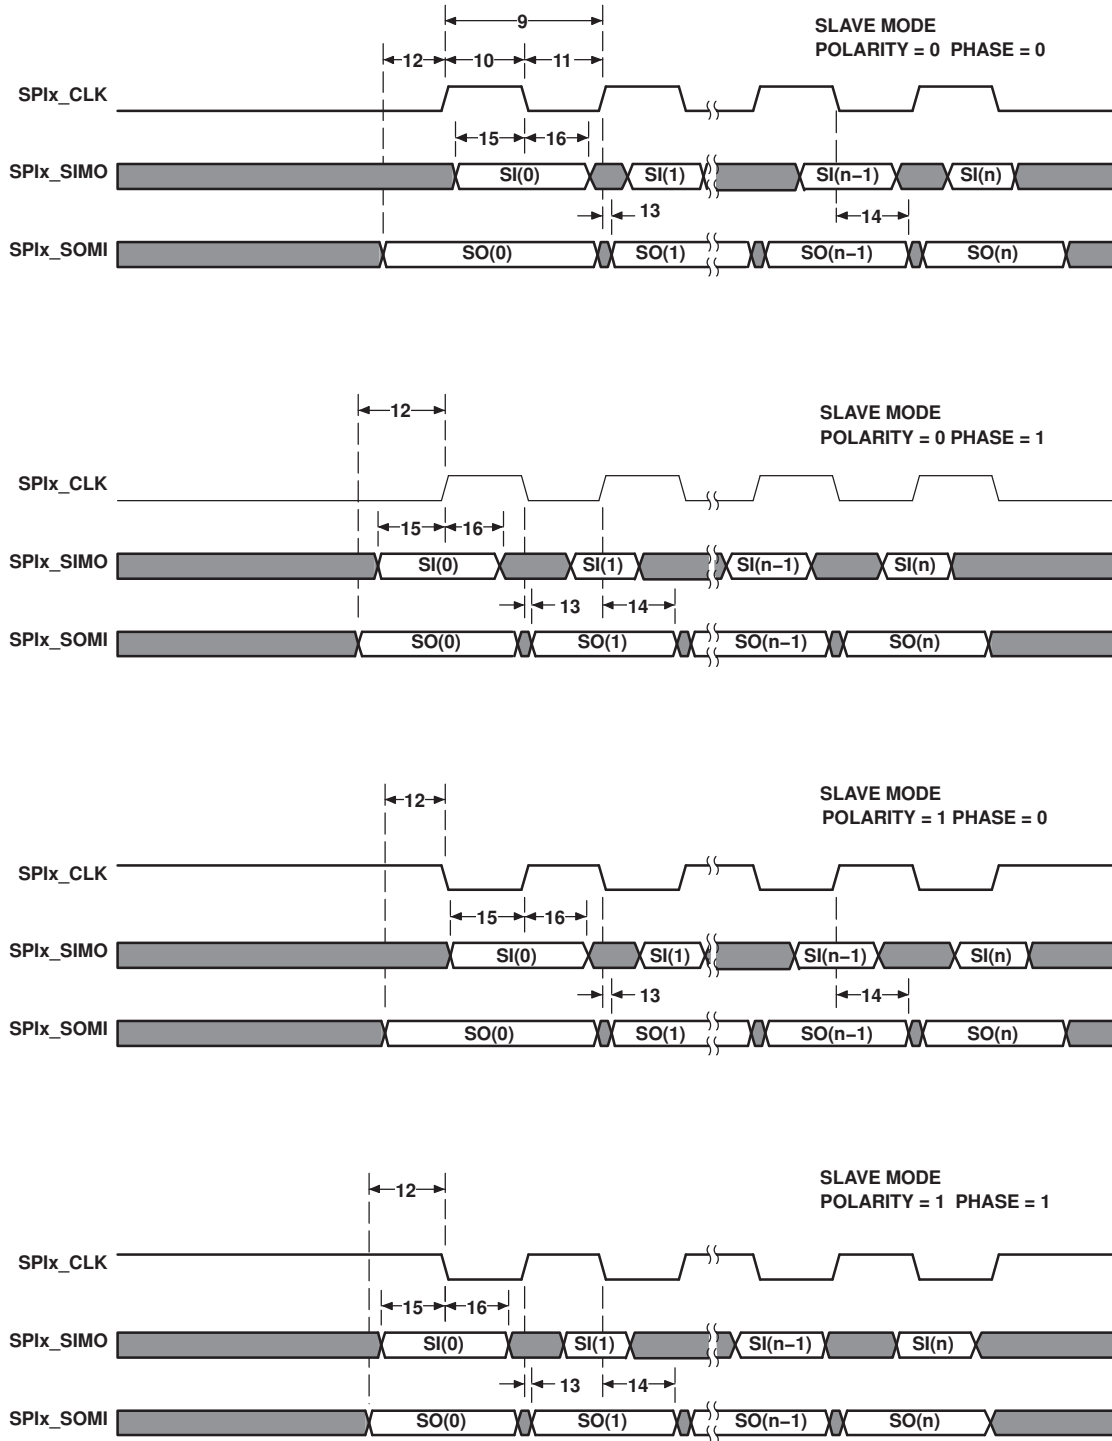 9
SLAVE MODE
POLARITY = 0 PHASE = 0
12 10 11
SPIx_CLK
15 16
SPIx_SIMO SI(0) SI(1) SI(n−1) SI(n)
13 14
SPIx_SOMI SO(0) SO(1) SO(n−1) SO(n)
12
SLAVE MODE
POLARITY = 0 PHASE = 1
SPIx_CLK
15 16
SPIx_SIMO SI(0) SI(1) SI(n−1) SI(n)
13 14
SPIx_SOMI SO(0) SO(1) SO(n−1) SO(n)
12
SLAVE MODE
POLARITY = 1 PHASE = 0
SPIx_CLK
15 16
SPIx_SIMO SI(0) SI(1) SI(n−1) SI(n)
13 14
SPIx_SOMI SO(0) SO(1) SO(n−1) SO(n)
12
SLAVE MODE
POLARITY = 1 PHASE = 1
SPIx_CLK
15 16
SPIx_SIMO SI(0) SI(1) SI(n−1) SI(n)
13 14
SPIx_SOMI SO(0) SO(1) SO(n−1) SO(n)